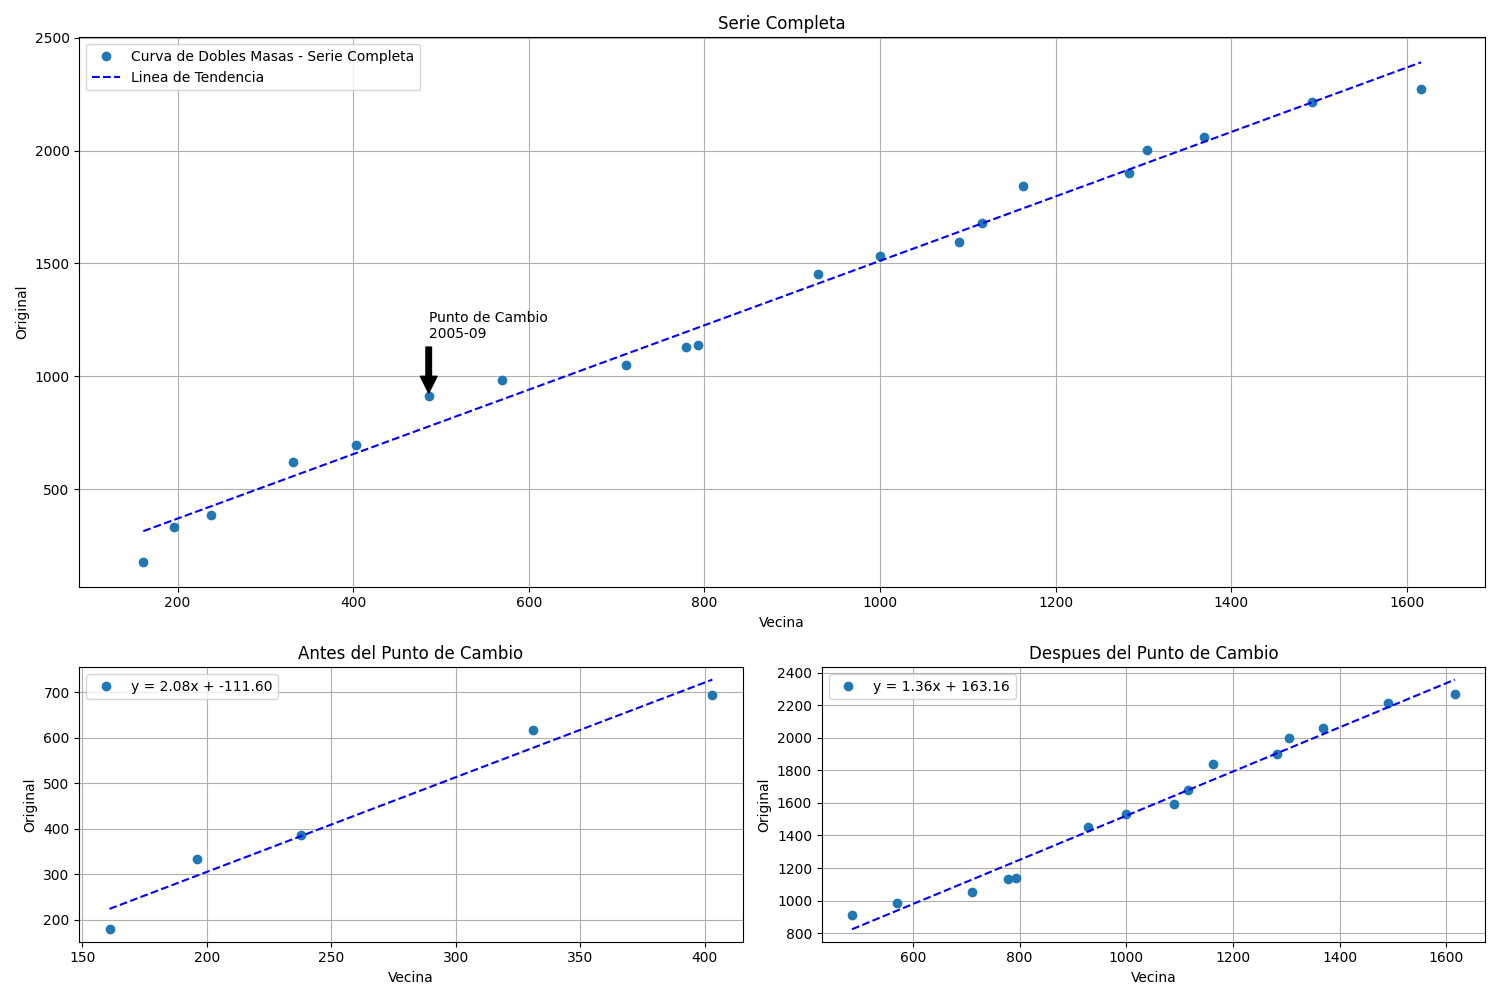 Serie Completa
Curva de Dobles Masas - Serie Completa
Linea de Tendencia
2500
2000
1500
1000
500
Original
Punto de Cambio
2005-09
200 400 600 800 1000 1200 1400 1600
Vecina
Antes del Punto de Cambio
y = 2.08x + -111.60
700
600
500
400
300
200
Original
150 200 250 300 350 400
Vecina
Despues del Punto de Cambio
y = 1.36x + 163.16
2400
2200
2000
1800
1600
1400
1200
1000
800
Original
600 800 1000 1200 1400 1600
Vecina